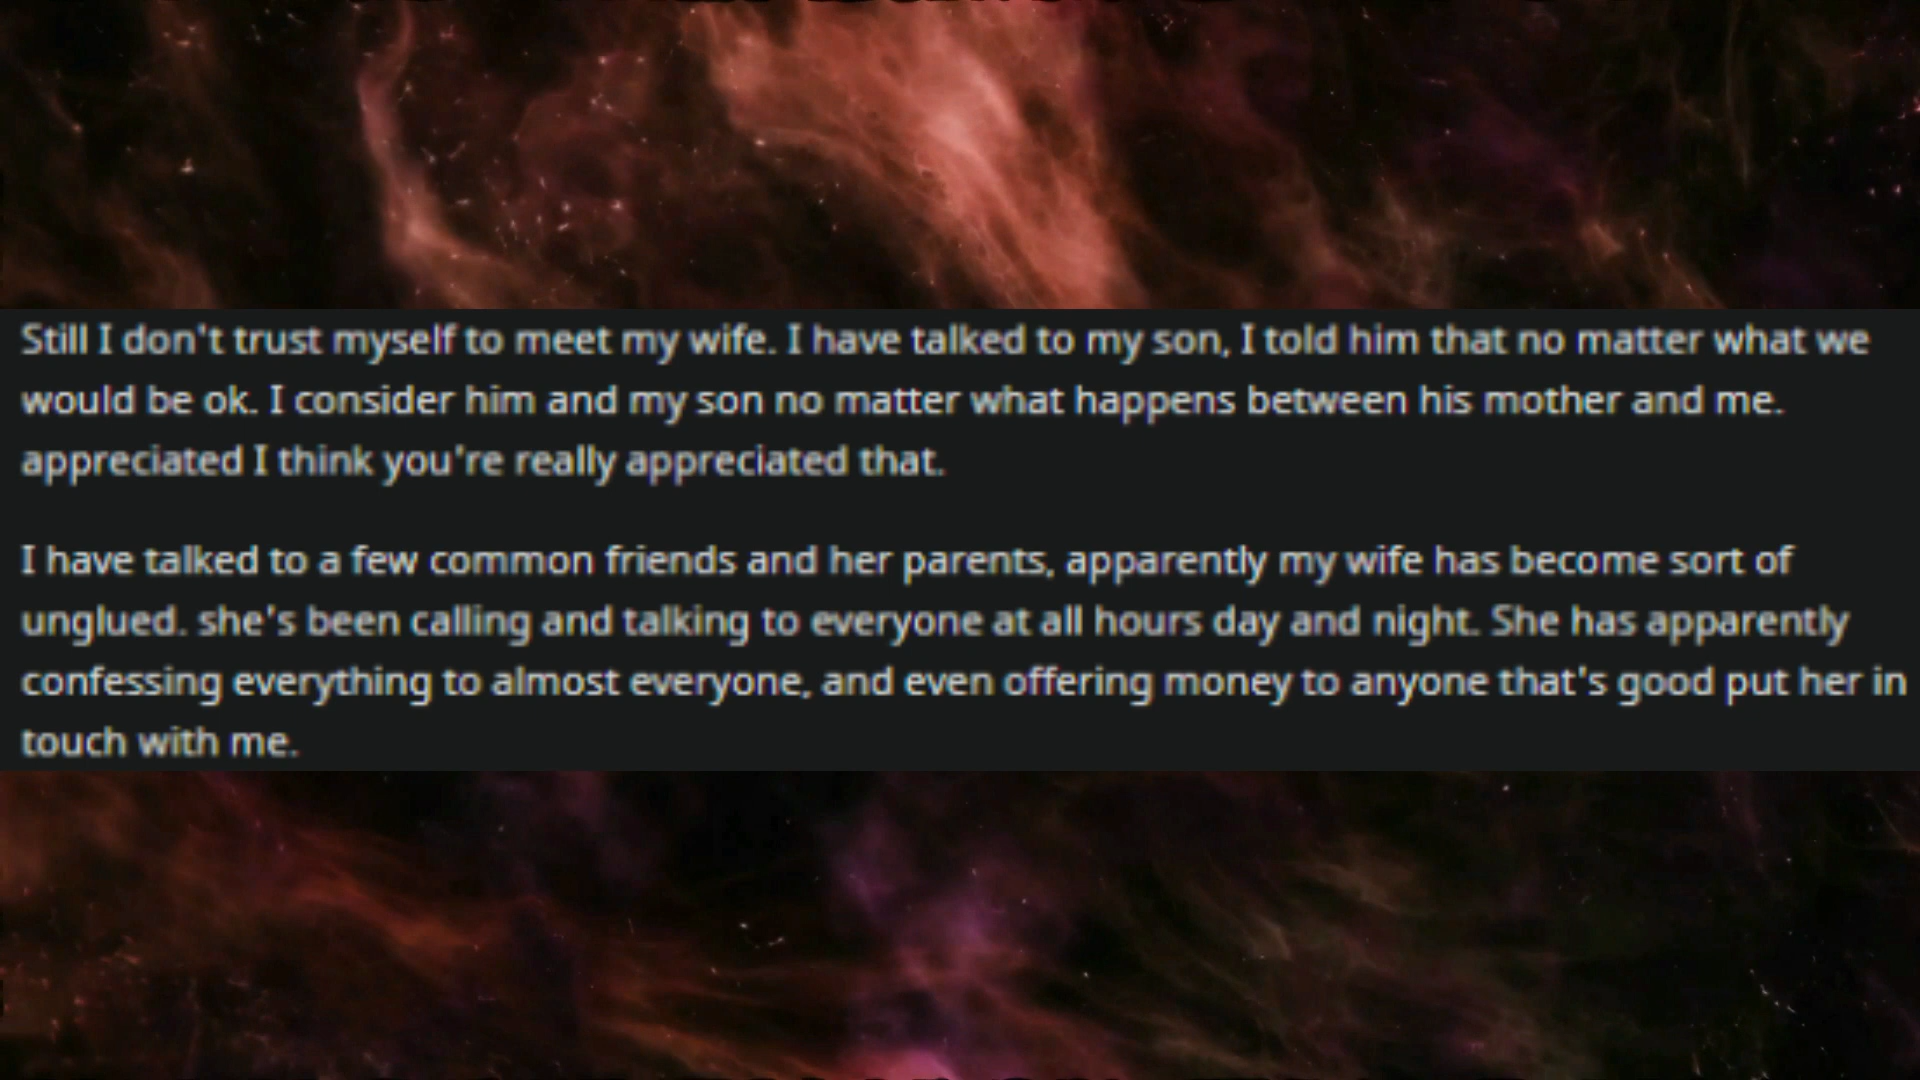 Still I don't trust myself to meet my wife. I have talked to my son, I told him that no matter what we
would be ok. I consider him and my son no matter what happens between his mother and me.
appreciated I think you're really appreciated that.
I have talked to a few common friends and her parents, apparently my wife has become sort of
unglued. she's been calling and talking to everyone at all hours day and night. She has apparently
confessing everything to almost everyone, and even offering money to anyone that's good put her in
touch with me.